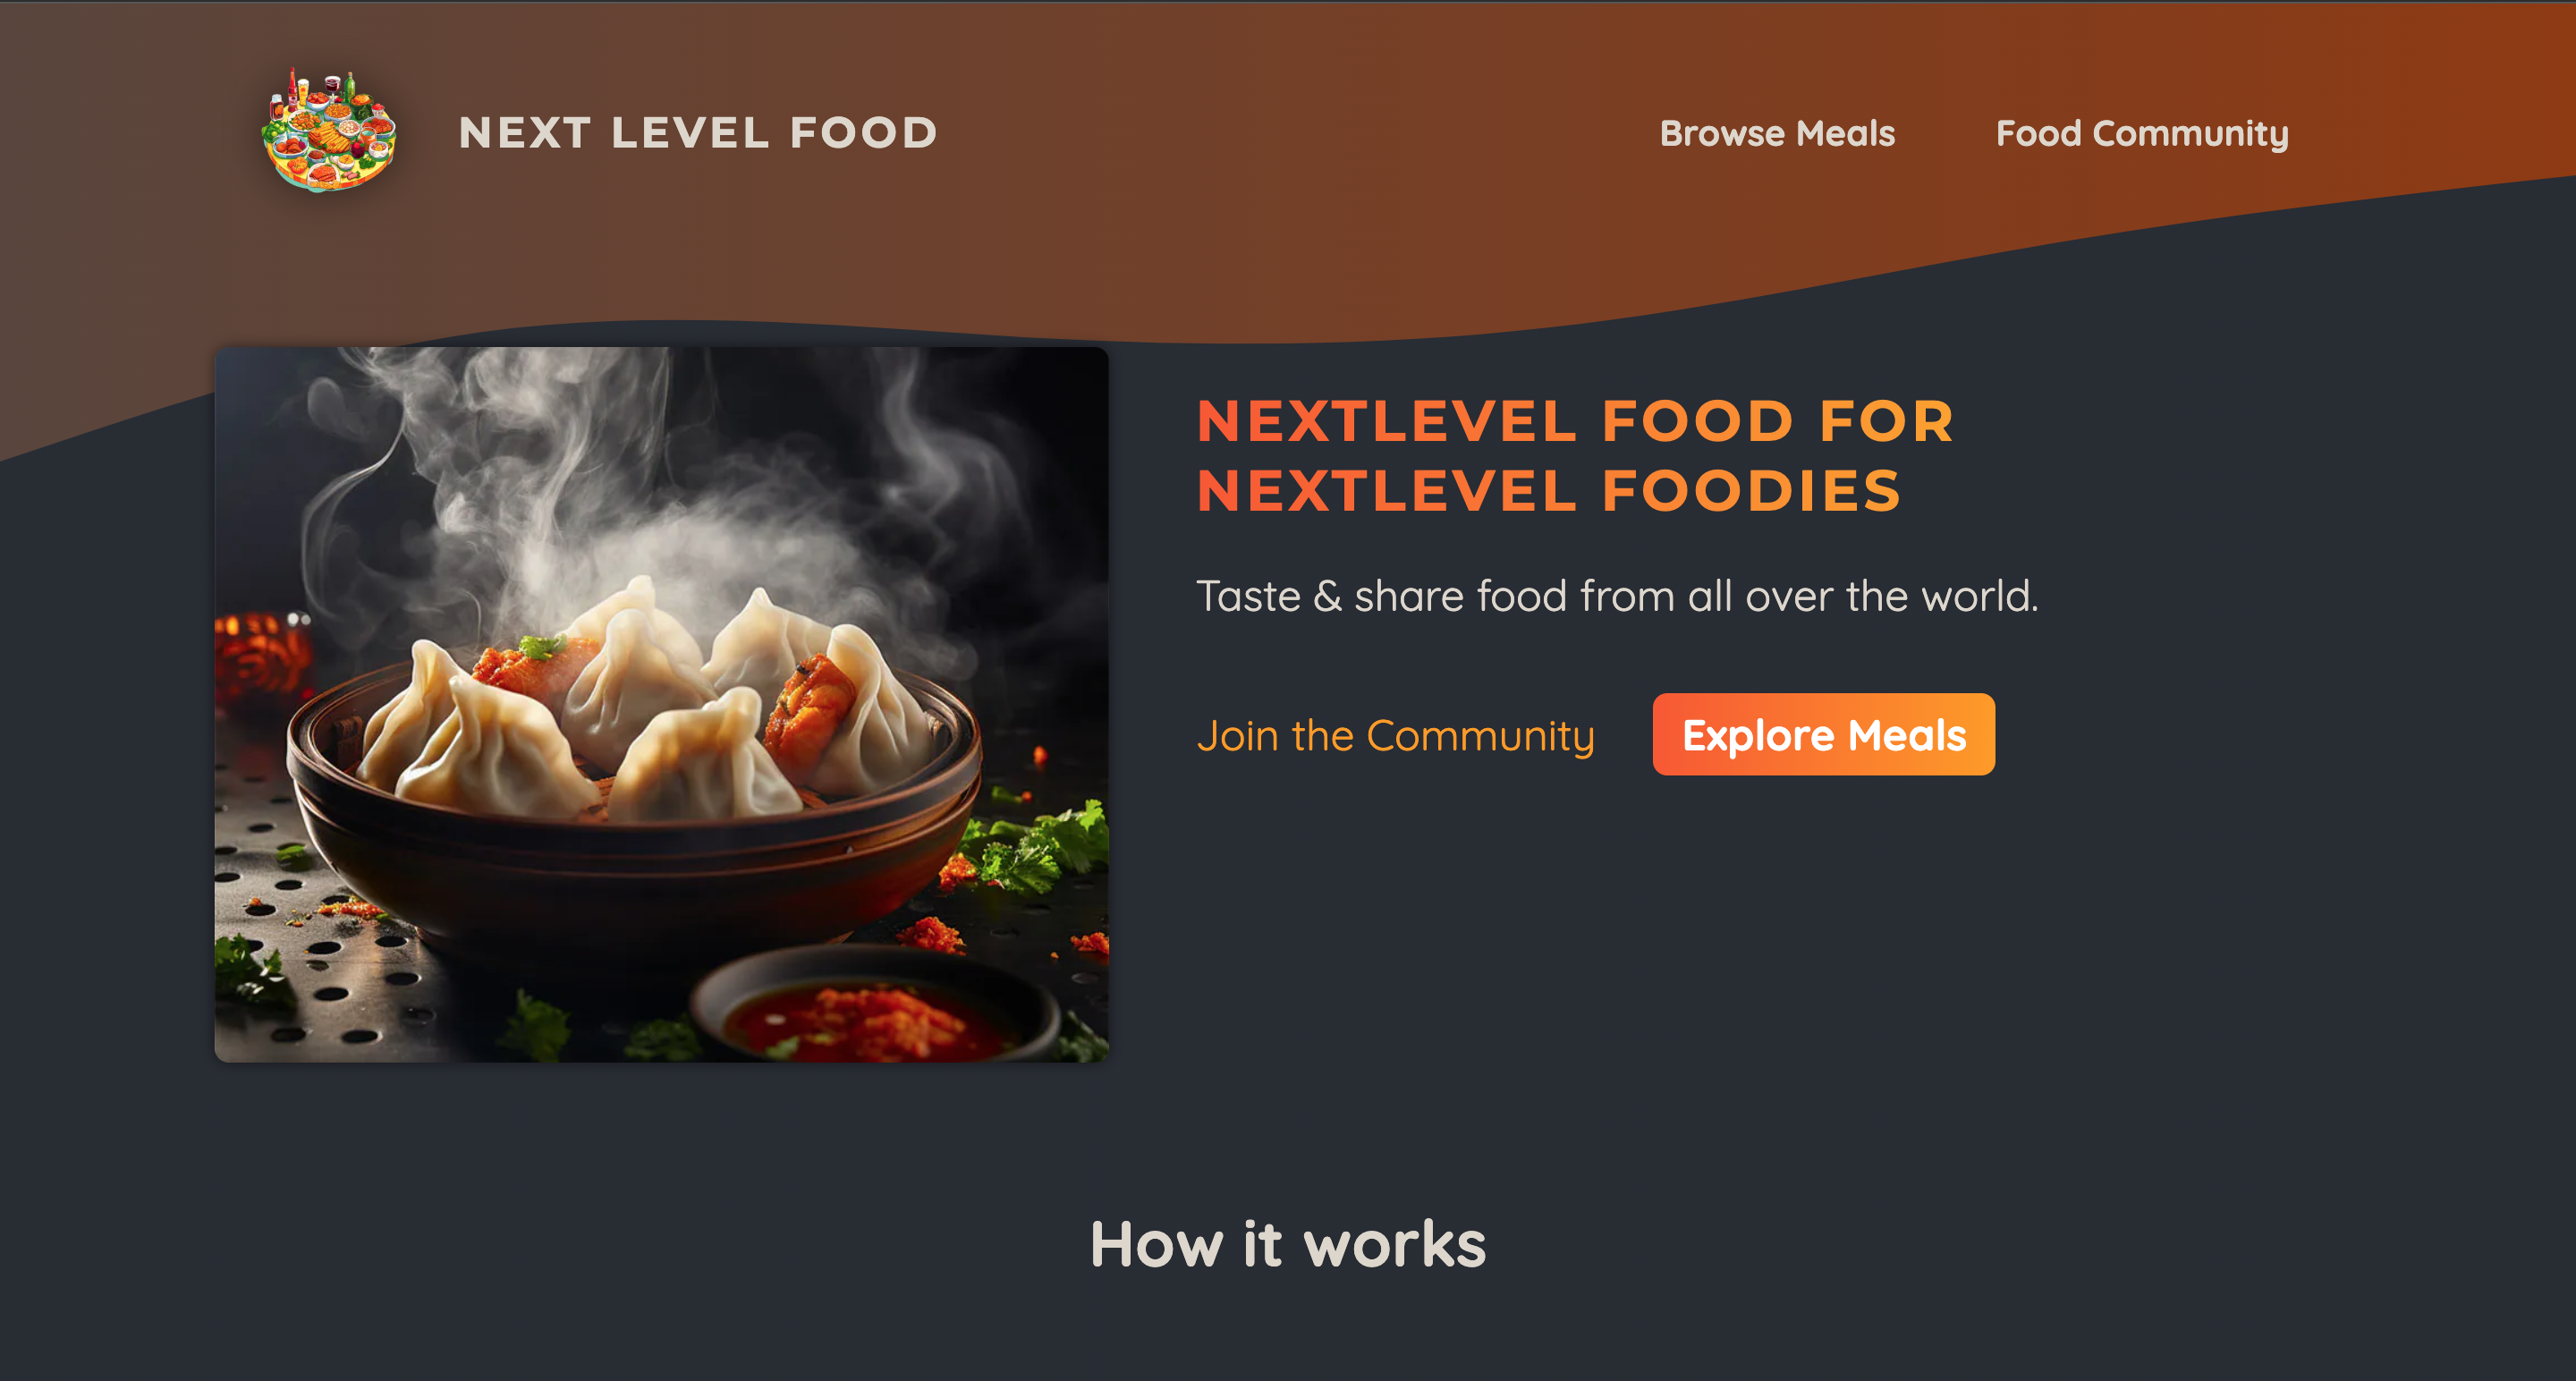 NEXT LEVEL FOOD
Browse Meals
Food Community
NEXTLEVEL FOOD FOR
NEXTLEVEL FOODIES
Taste & share food from all over the world.
Join the Community
Explore Meals
How it works